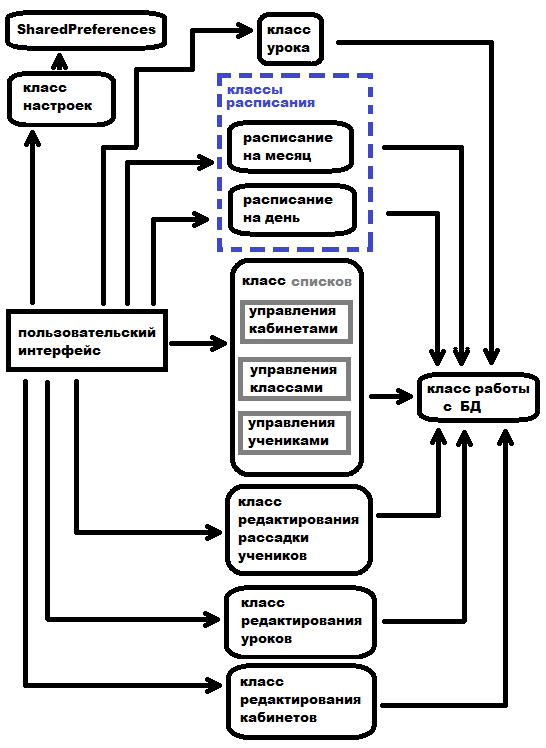 SharedPreferences
класс
настроек
класс
урока
классы
расписания
расписание
на месяц
расписание
на день
класс списков
управления
кабинетами
управления
классами
управления
учениками
пользовательский
интерфейс
класс работы
с БД
класс
редактирования
рассадки
учеников
класс
редактирования
уроков
класс
редактирования
кабинетов